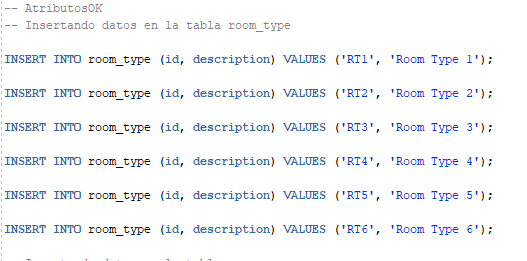 -- AtributosOK
-- Insertando datos en la tabla room_type
INSERT INTO room_type (id, description) VALUES ('RT1', 'Room Type 1');
INSERT INTO room_type (id, description) VALUES ('RT2', 'Room Type 2');
INSERT INTO room_type (id, description) VALUES ('RT3', 'Room Type 3');
INSERT INTO room_type (id, description) VALUES ('RT4', 'Room Type 4');
INSERT INTO room_type (id, description) VALUES ('RT5', 'Room Type 5');
INSERT INTO room_type (id, description) VALUES ('RT6', 'Room Type 6');